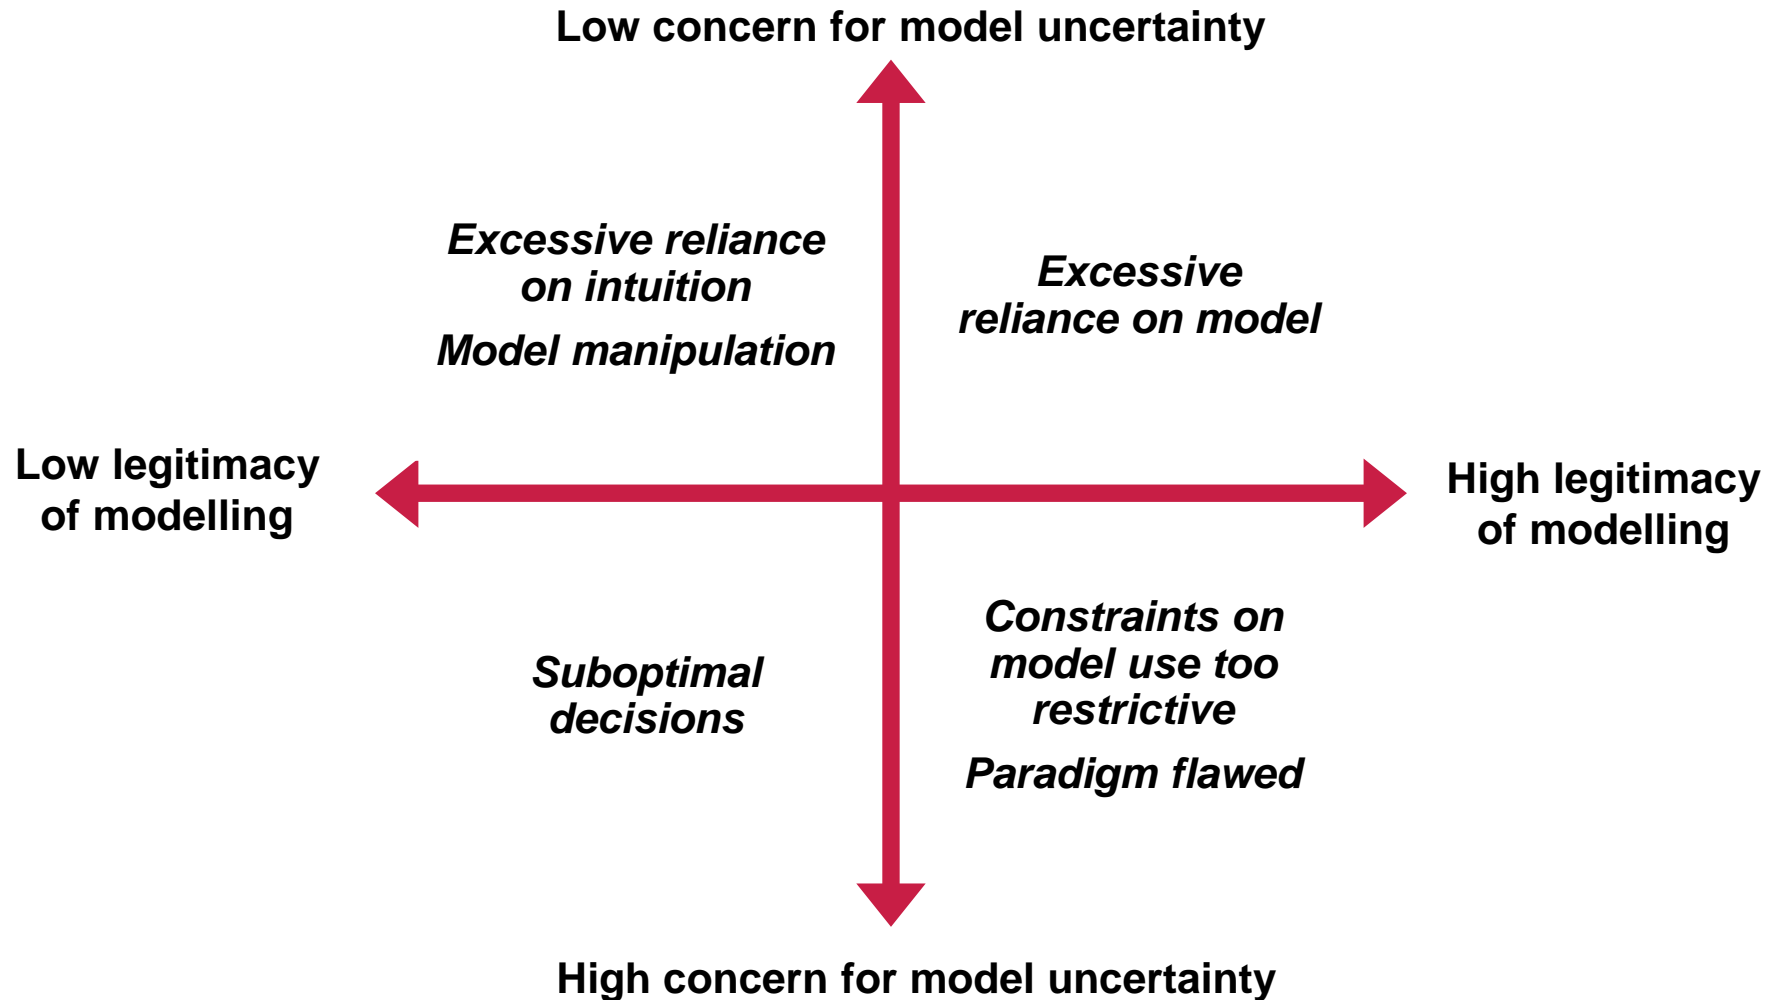 Low concern for model uncertainty
Excessive reliance
on intuition
Model manipulation
Excessive
reliance on model
Low legitimacy
of modelling
High legitimacy
of modelling
Suboptimal
decisions
Constraints on
model use too
restrictive
Paradigm flawed
High concern for model uncertainty